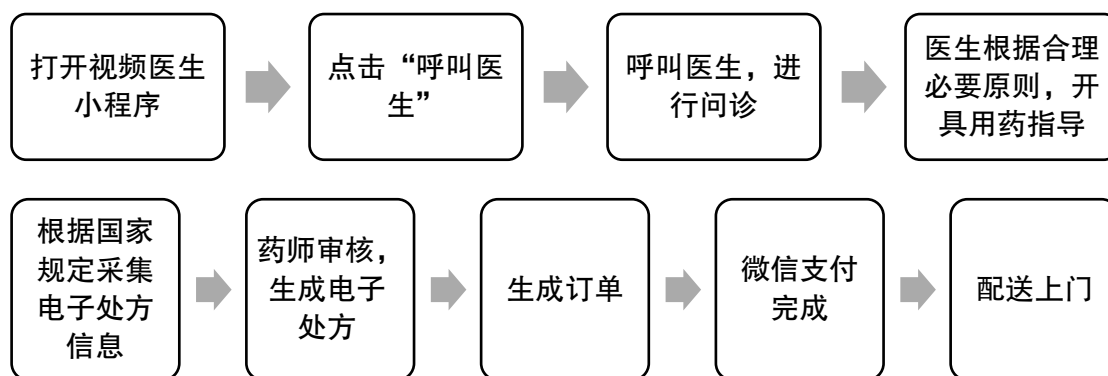 打开视频医生
小程序
点击“呼叫医
生”
呼叫医生，进
行问诊
医生根据合理
必要原则，开
具用药指导
根据国家
规定采集
电子处方
信息
药师审核，
生成电子
处方
生成订单
微信支付
完成
配送上门